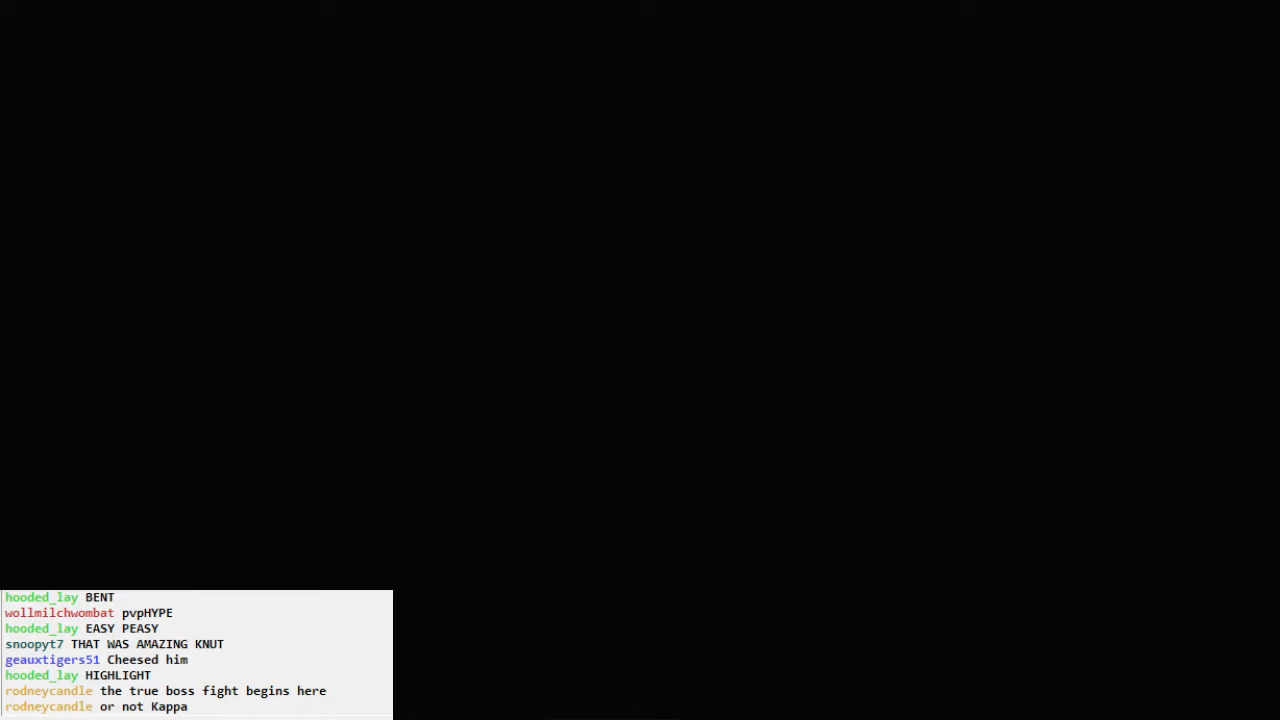 hooded_lay BENT
wollmilchwombat pvpHYPE
hooded_lay EASY PEASY
snoopyt7 THAT WAS AMAZING KNUT
geauxtigers51 Cheesed him
hooded_lay HIGHLIGHT
rodneycandle the true boss fight begins here
rodneycandle or not Kappa